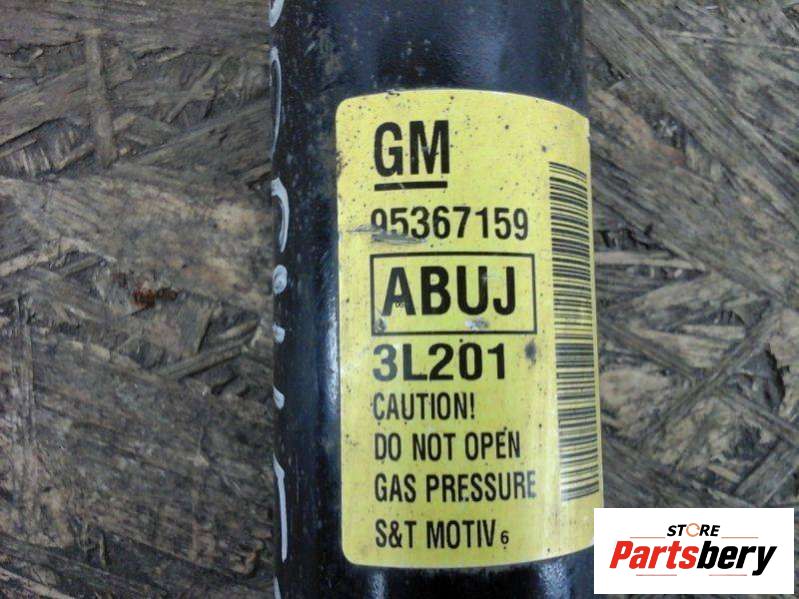 GM
95367159
ABUJ
3L201
CAUTION!
DO NOT OPEN
GAS PRESSURE
S&T MOTIV 6
STORE
Partsbery